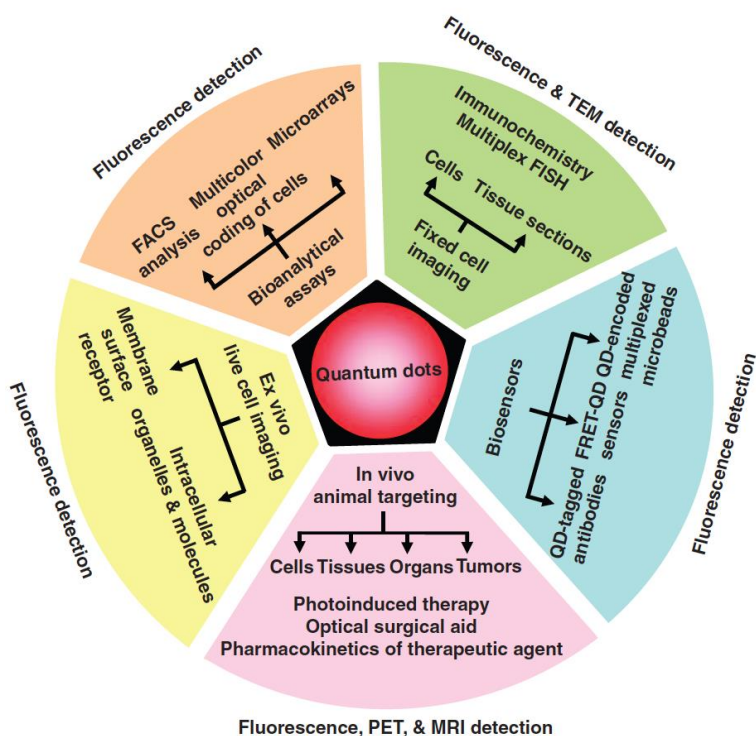 Fluorescence detection
Microarrays
Multicolor
optical
coding of cells
FACS
analysis
Bioanalytical
assays
Fluorescence & TEM detection
Immunochemistry
Multiplex FISH
Cells
Tissue sections
Fixed cell
imaging
Quantum dots
Biosensors
QD-encoded
multiplexed
microbeads
FRET-QD
sensors
QD-tagged
antibodies
Fluorescence detection
Ex vivo
live cell imaging
Membrane
surface
receptor
Intracellular
organelles & molecules
Fluorescence detection
In vivo
animal targeting
Cells Tissues Organs Tumors
Photoinduced therapy
Optical surgical aid
Pharmacokinetics of therapeutic agent
Fluorescence, PET, & MRI detection